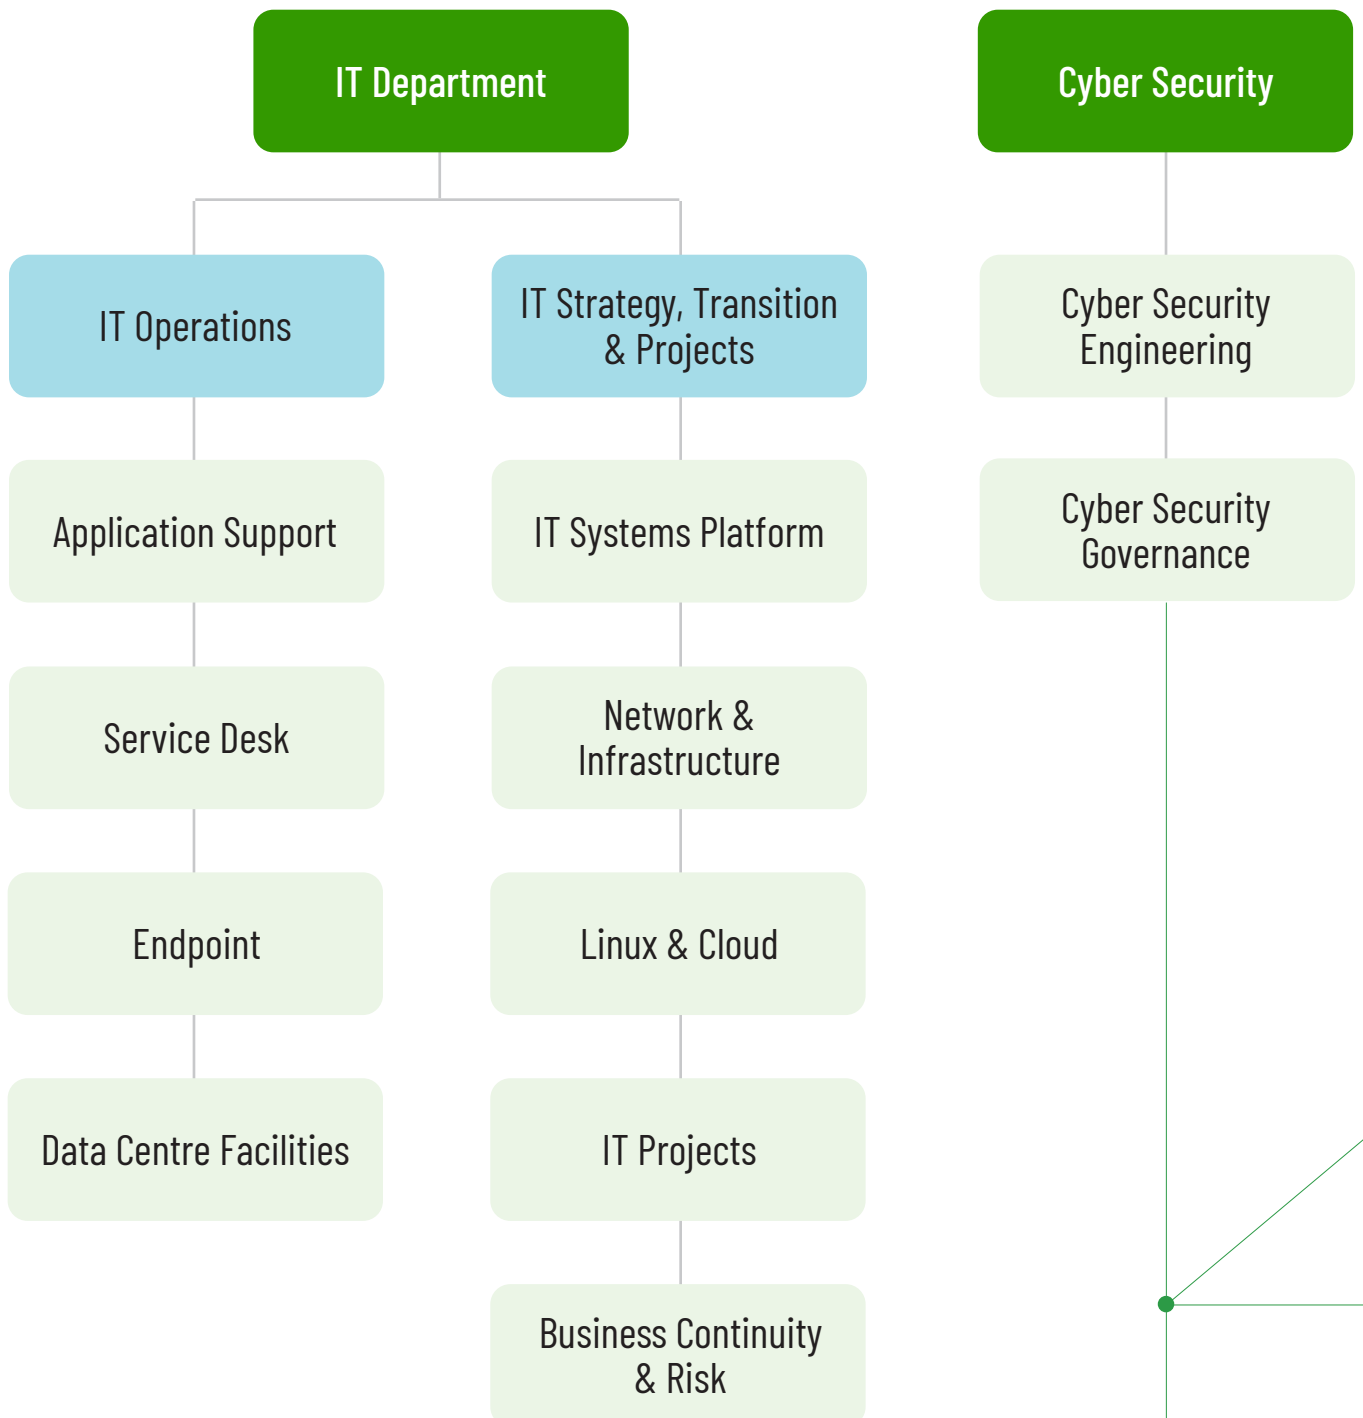 IT Department
Cyber Security
IT Operations
IT Strategy, Transition
& Projects
Cyber Security
Engineering
Application Support
IT Systems Platform
Cyber Security
Governance
Service Desk
Network &
Infrastructure
Endpoint
Linux & Cloud
Data Centre Facilities
IT Projects
Business Continuity
& Risk